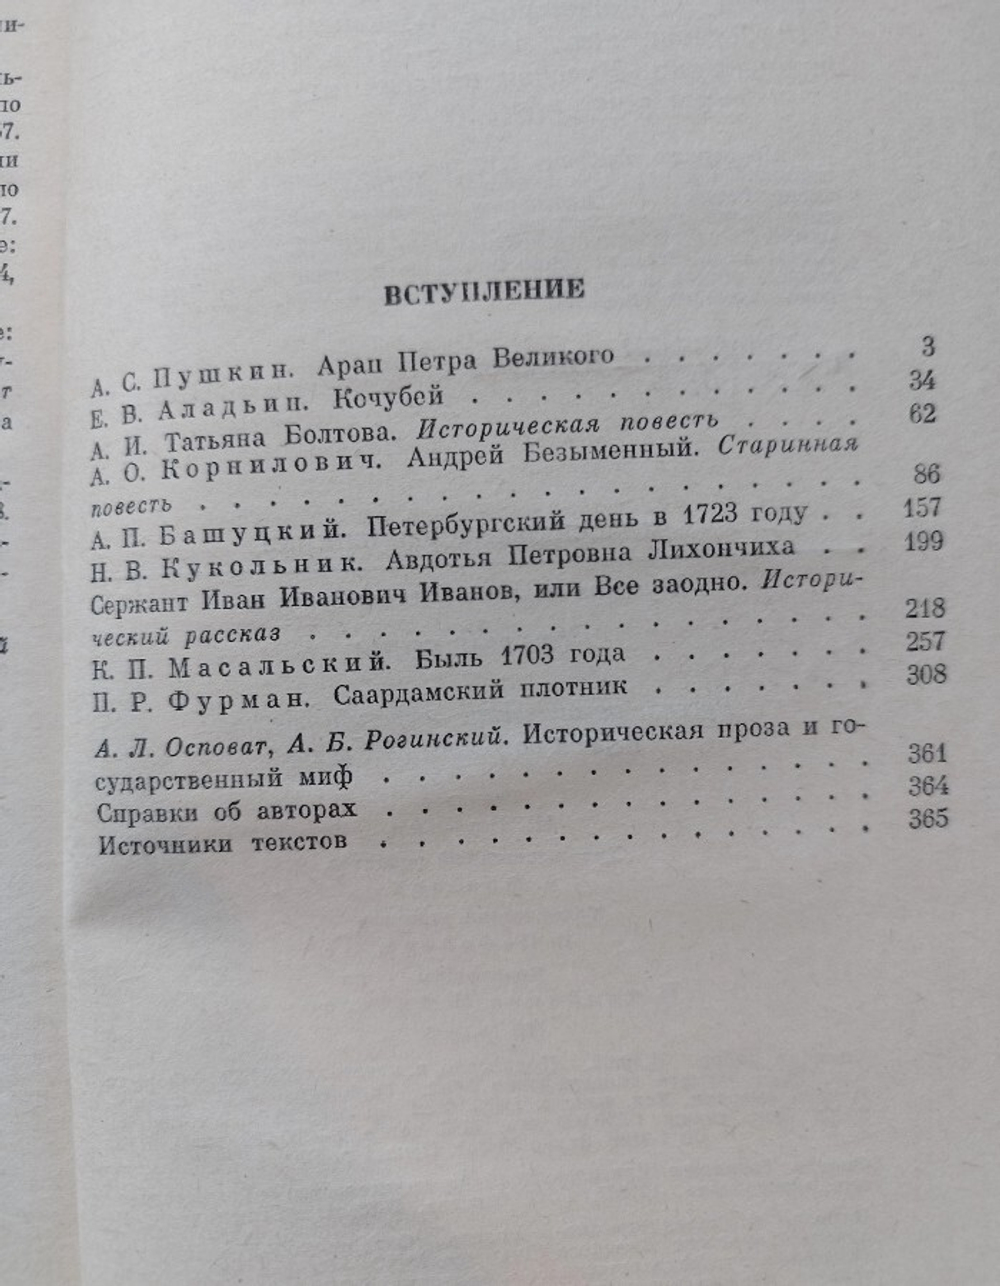 ВСТУПЛЕНИЕ
А. С. Пушкин. Арап Петра Великого . . . . . . . 3
Е. В. Аладьин. Кочубей . . . . . . . . . . . 34
А. И. Татьяна Болтова. Историческая повесть . . . . 62
А. О. Корнилович. Андрей Безыменный. Старинная
повесть . . . . . . . . . . . . . . . . . . 86
А. П. Башуцкий. Петербургский день в 1723 году . . 157
Н. В. Кукольник. Авдотья Петровна Лихончиха . . 199
Сержант Иван Иванович Иванов, или Все заодно. Истори-
ческий рассказ . . . . . . . . . . . . . . . 218
К. П. Масальский. Быль 1703 года . . . . . . . 257
П. Р. Фурман. Саардамский плотник . . . . . . . 308
А. Л. Осповат, А. Б. Рогинский. Историческая проза и го-
сударственный миф . . . . . . . . . . . . . 361
Справки об авторах . . . . . . . . . . . . . 364
Источники текстов . . . . . . . . . . . . . 365